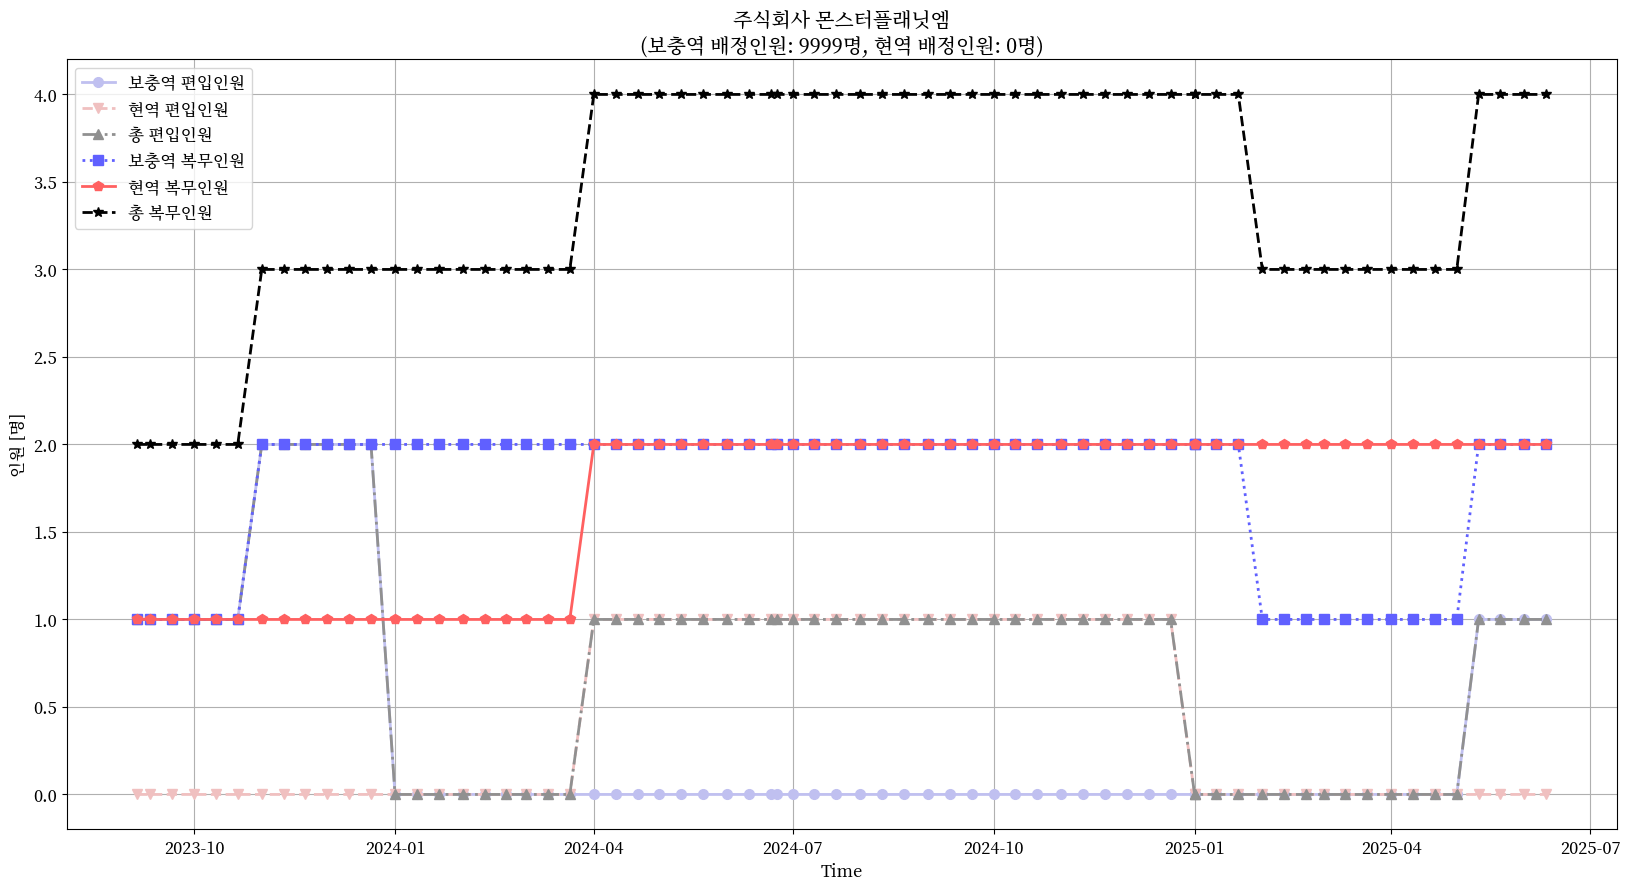 주식회사 몬스터플래닛엠
(보충역 배정인원: 9999명, 현역 배정인원: 0명)
보충역 편입인원
현역 편입인원
총 편입인원
보충역 복무인원
현역 복무인원
총 복무인원
4.0
3.5
3.0
2.5
2.0
1.5
1.0
0.5
0.0
인원 [명]
2023-10
2024-01
2024-04
2024-07
2024-10
2025-01
2025-04
2025-07
Time